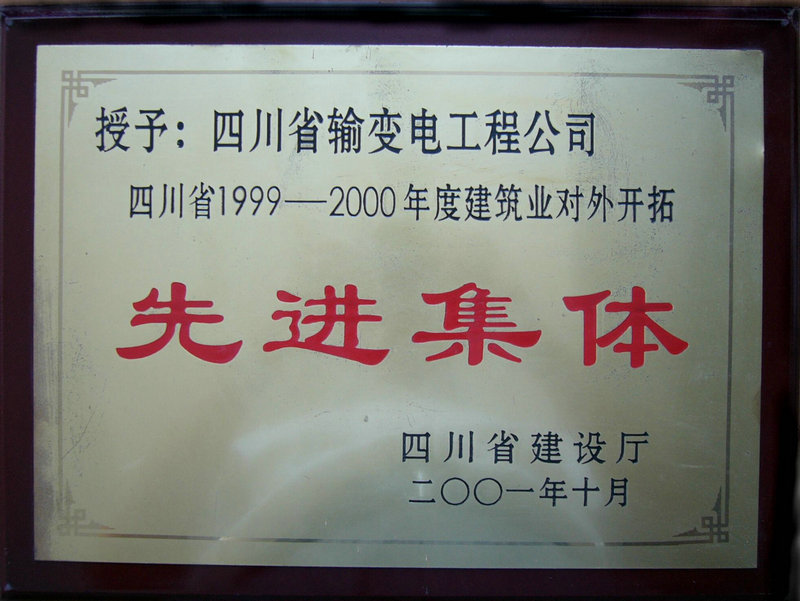 授予：四川省输变电工程公司
四川省1999—2000年度建筑业对外开拓
先进集体
四川省建设厅
二〇〇一年十月